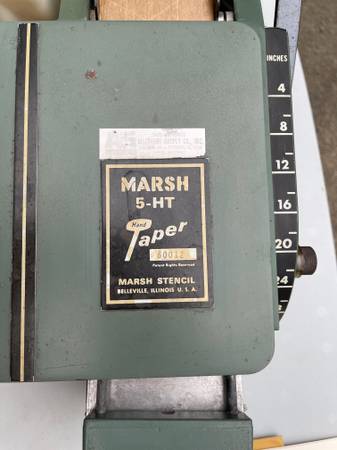 INCHES
4
8
12
16
20
24
MARSH
5-HT
Hand
Taper
Patent Rights Reserved
MARSH STENCIL
BELLEVILLE, ILLINOIS U. S. A.